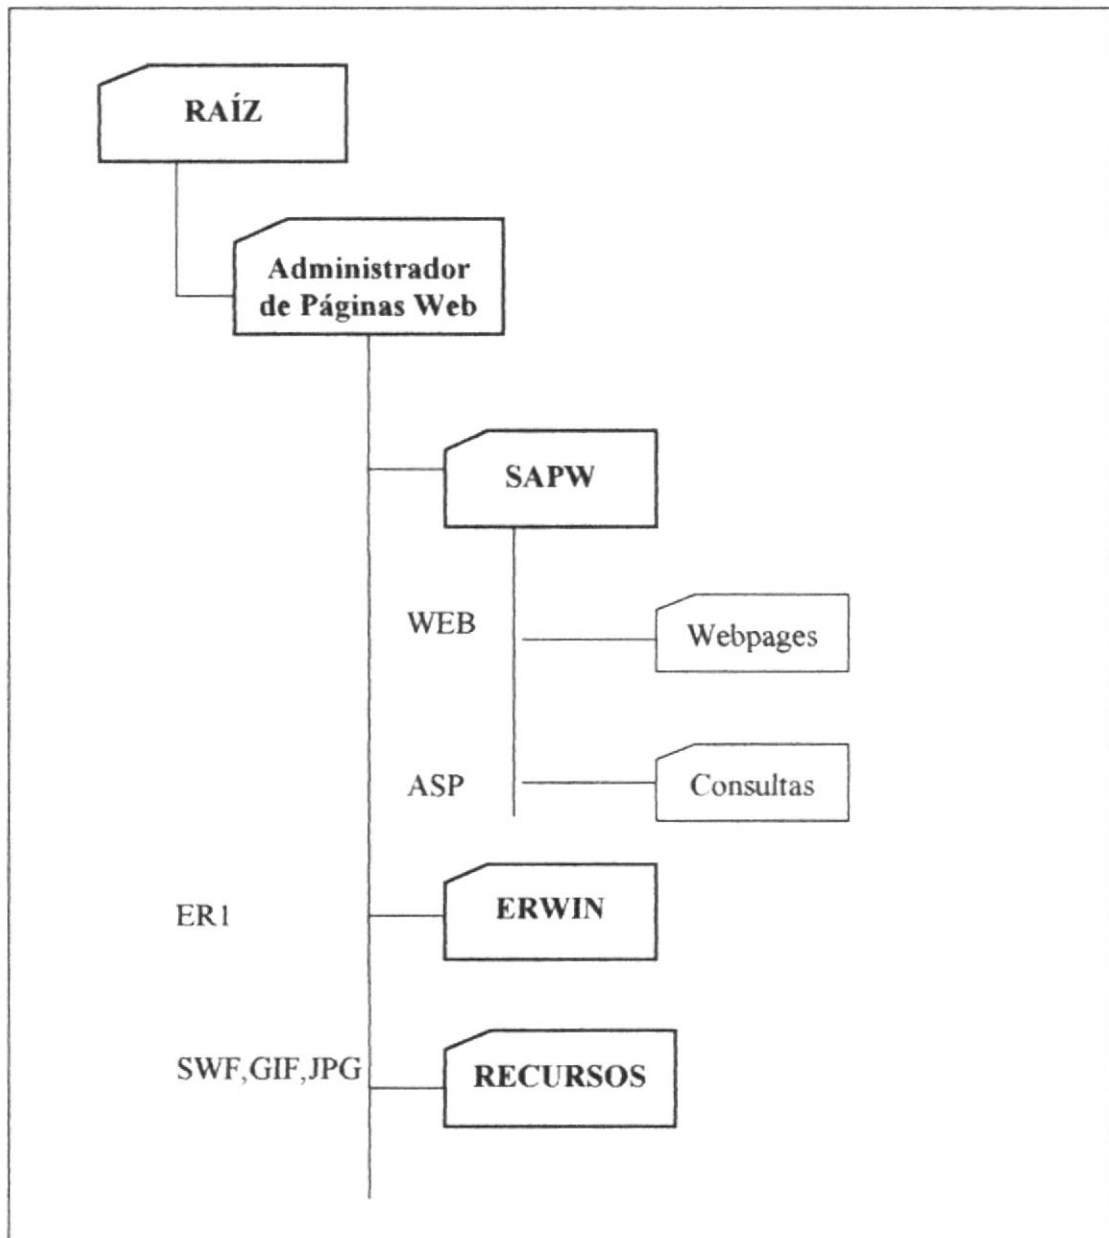 RAÍZ
Administrador
de Páginas Web
SAPW
WEB
Webpages
ASP
Consultas
ER1
ERWIN
SWF,GIF,JPG
RECURSOS